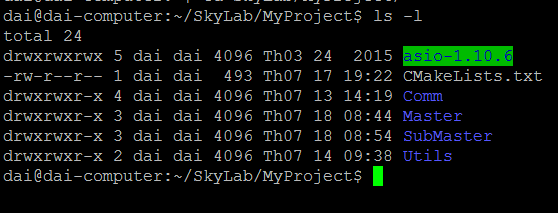 dai@dai-computer:~/SkyLab/MyProject$ ls -l
total 24
drwxrwxrwx 5 dai dai 4096 Th03 24  2015 asio-1.10.6
-rw-r--r-- 1 dai dai  493 Th07 17 19:22 CMakeLists.txt
drwxrwxr-x 4 dai dai 4096 Th07 13 14:19 Comm
drwxrwxr-x 3 dai dai 4096 Th07 18 08:44 Master
drwxrwxr-x 3 dai dai 4096 Th07 18 08:54 SubMaster
drwxrwxr-x 2 dai dai 4096 Th07 14 09:38 Utils
dai@dai-computer:~/SkyLab/MyProject$